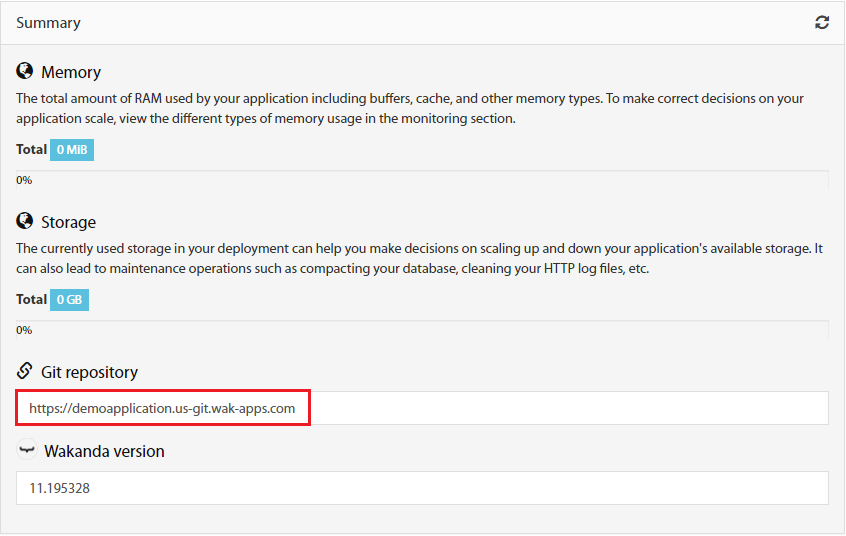 Summary
Memory
The total amount of RAM used by your application including buffers, cache, and other memory types. To make correct decisions on your
application scale, view the different types of memory usage in the monitoring section.
Total 0 MiB
0%
Storage
The currently used storage in your deployment can help you make decisions on scaling up and down your application's available storage. It
can also lead to maintenance operations such as compacting your database, cleaning your HTTP log files, etc.
Total 0 GB
0%
Git repository
https://demoapplication.us-git.wak-apps.com
Wakanda version
11.195328